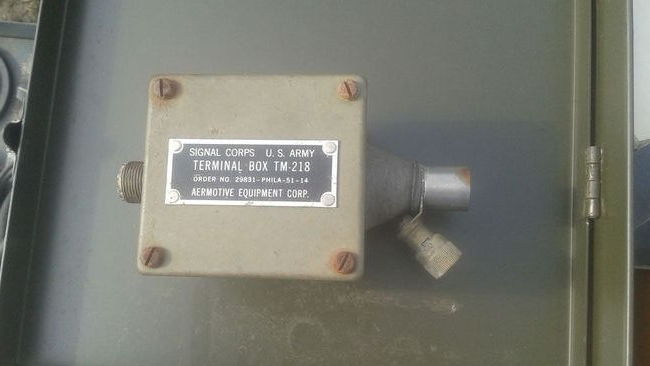 SIGNAL CORPS U.S. ARMY
TERMINAL BOX TM-218
ORDER NO. 29831-PHILA-51-14
AERMOTIVE EQUIPMENT CORP.